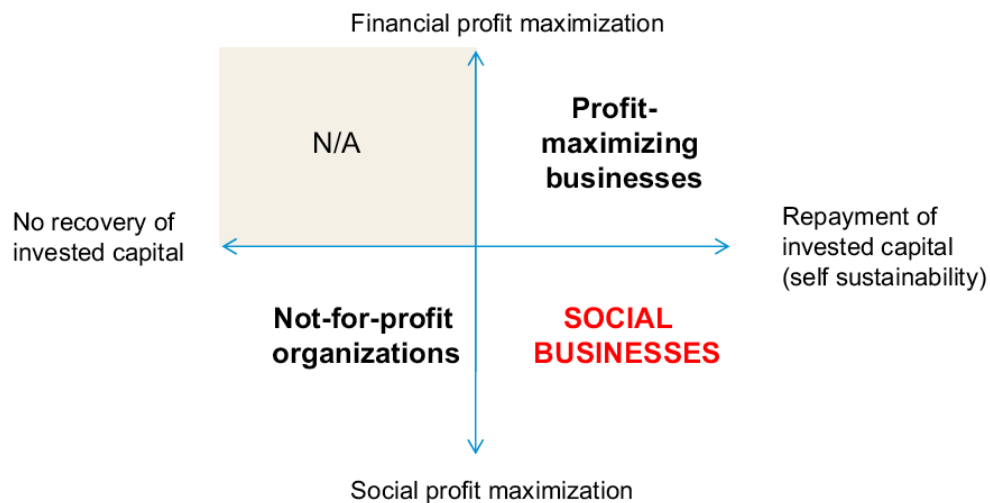 Financial profit maximization
N/A
Profit-
maximizing
businesses
No recovery of
invested capital
Repayment of
invested capital
(self sustainability)
Not-for-profit
organizations
SOCIAL
BUSINESSES
Social profit maximization